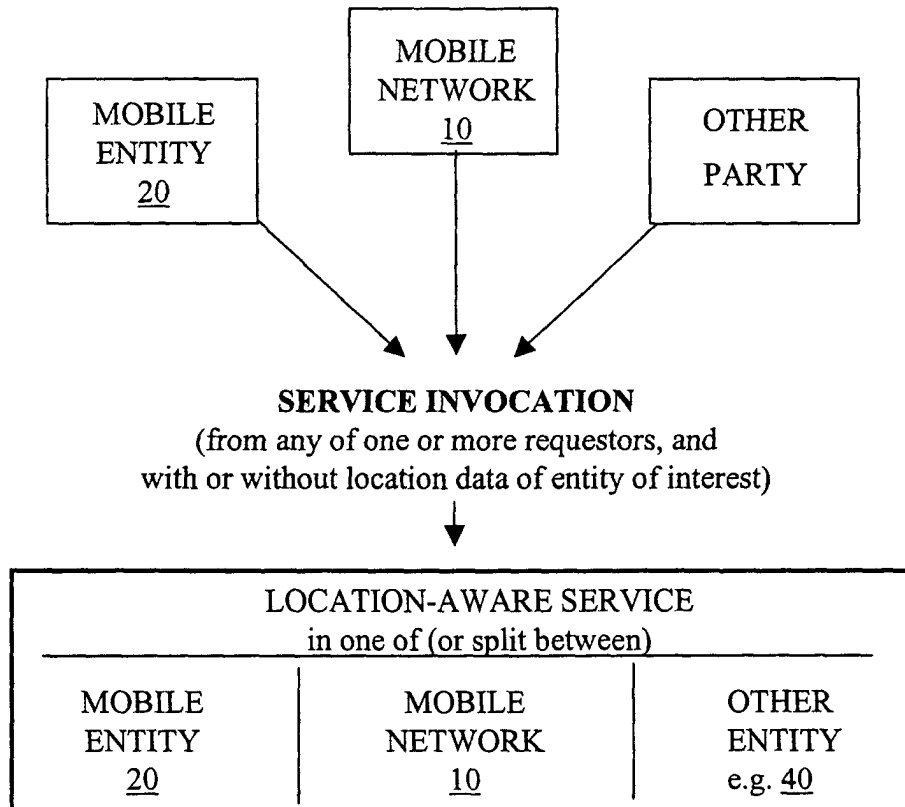 MOBILE
ENTITY
20
MOBILE
NETWORK
10
OTHER
PARTY
SERVICE INVOCATION
(from any of one or more requestors, and
with or without location data of entity of interest)
LOCATION-AWARE SERVICE
in one of (or split between)
MOBILE
ENTITY
20
MOBILE
NETWORK
10
OTHER
ENTITY
e.g. 40